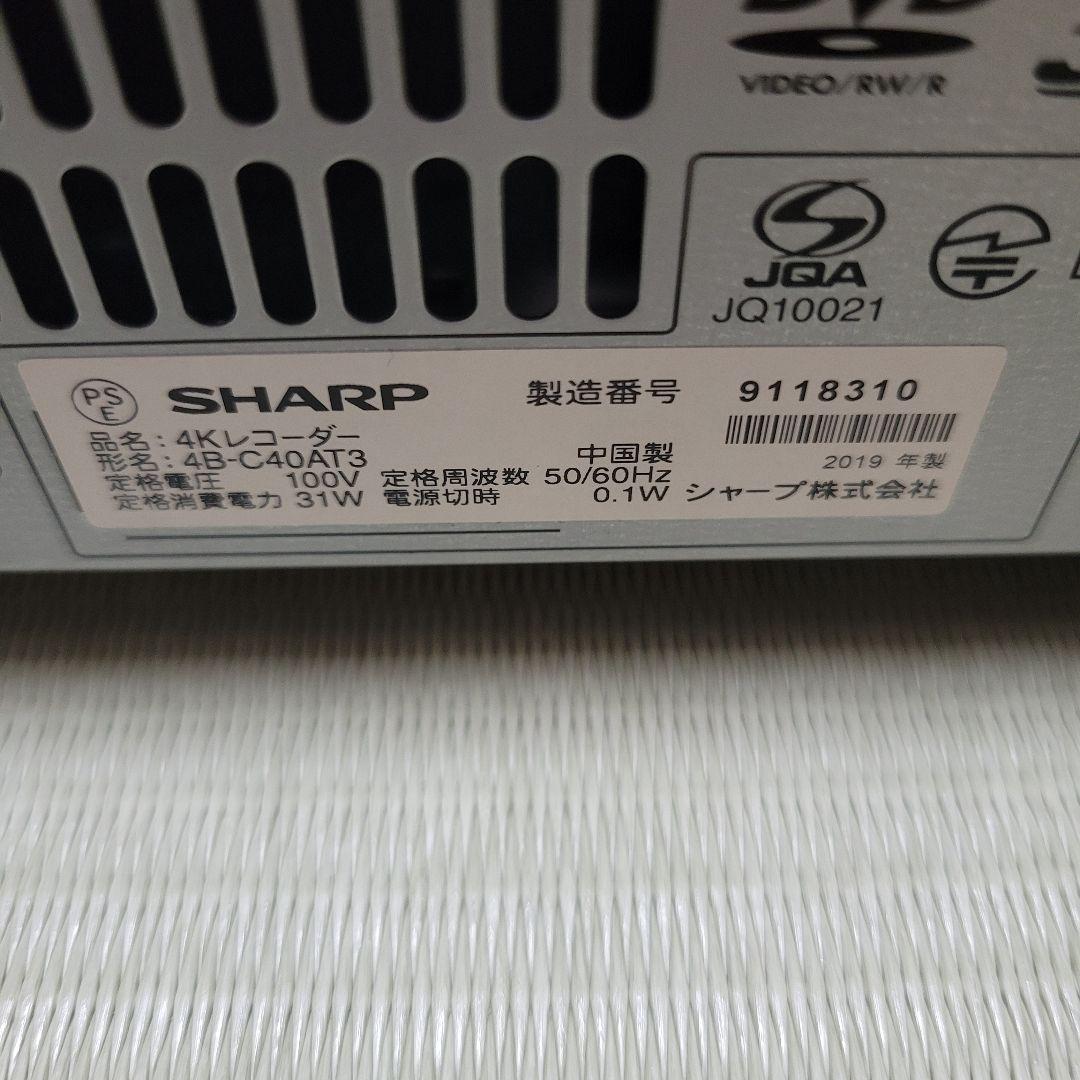 VIDEO/RW/R
JQA
JQ10021
PS
E
SHARP 製造番号 9118310
品名:4Kレコーダー
形名:4B-C40AT3 中国製 2019 年製
定格電圧 100V 定格周波数 50/60Hz
定格消費電力 31W 電源切時 0.1W シャープ株式会社